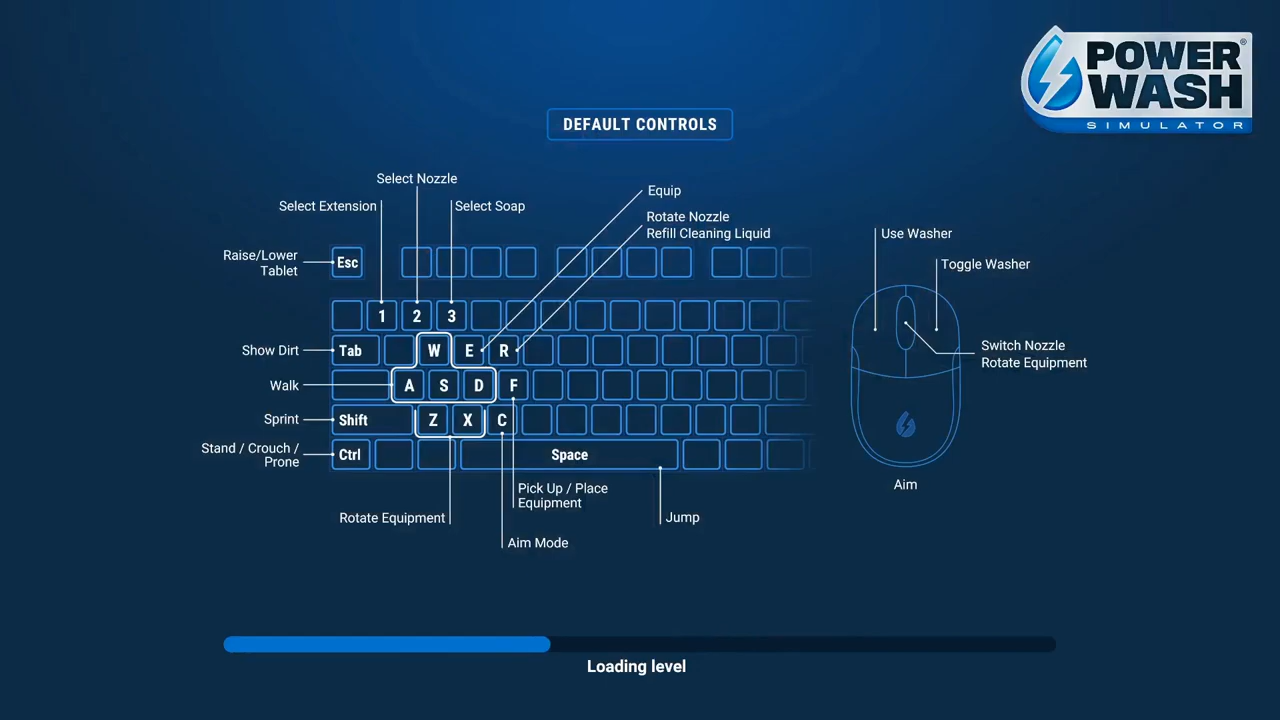 POWER
WASH
SIMULATOR
®
DEFAULT CONTROLS
Select Nozzle
Select Extension
Select Soap
Equip
Rotate Nozzle
Refill Cleaning Liquid
Raise/Lower
Tablet
Esc
1 2 3
Show Dirt
Tab W E R
Walk
A S D F
Sprint
Shift Z X C
Stand / Crouch /
Prone
Ctrl Space
Pick Up / Place
Equipment
Rotate Equipment
Jump
Aim Mode
Use Washer
Toggle Washer
Switch Nozzle
Rotate Equipment
Aim
Loading level